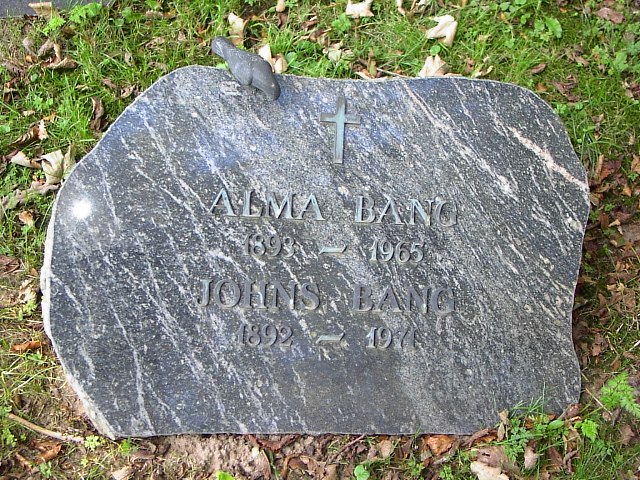 ALMA BANG
1893 — 1965
JOHNS BANG
1892 — 1971